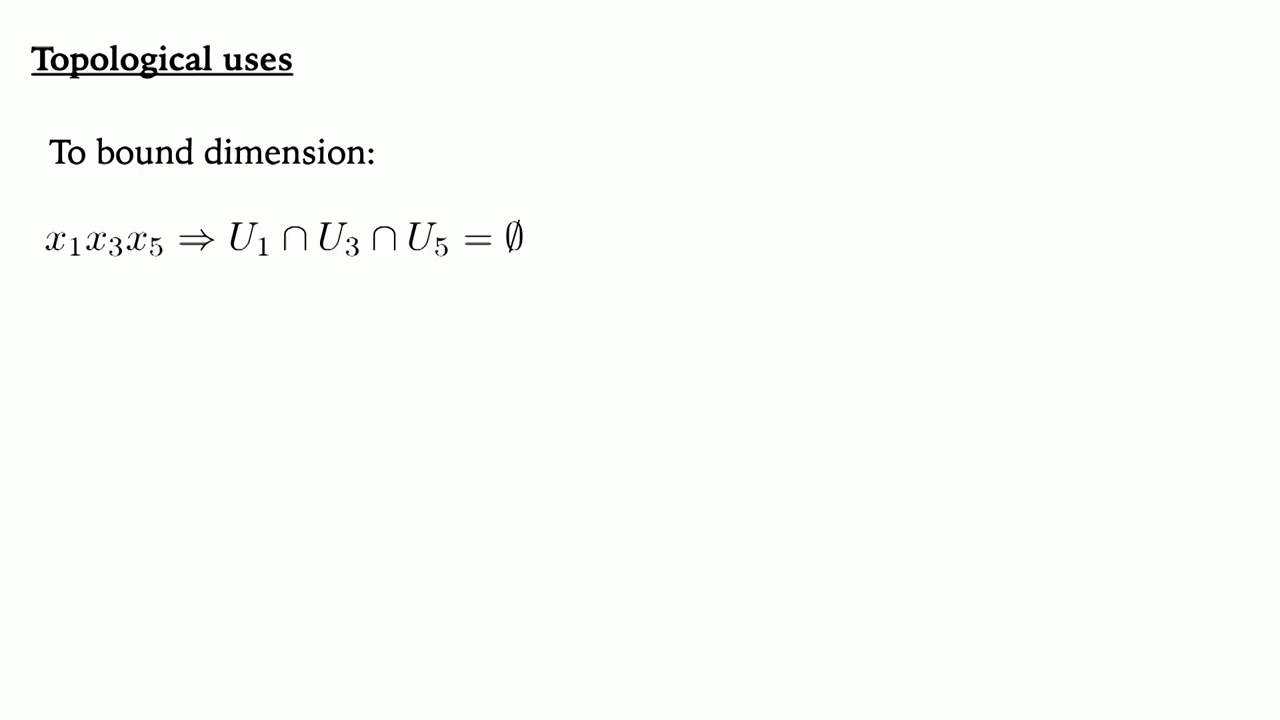 Topological uses
To bound dimension:
x₁x₃x₅ ⇒ U₁ ∩ U₃ ∩ U₅ = ∅